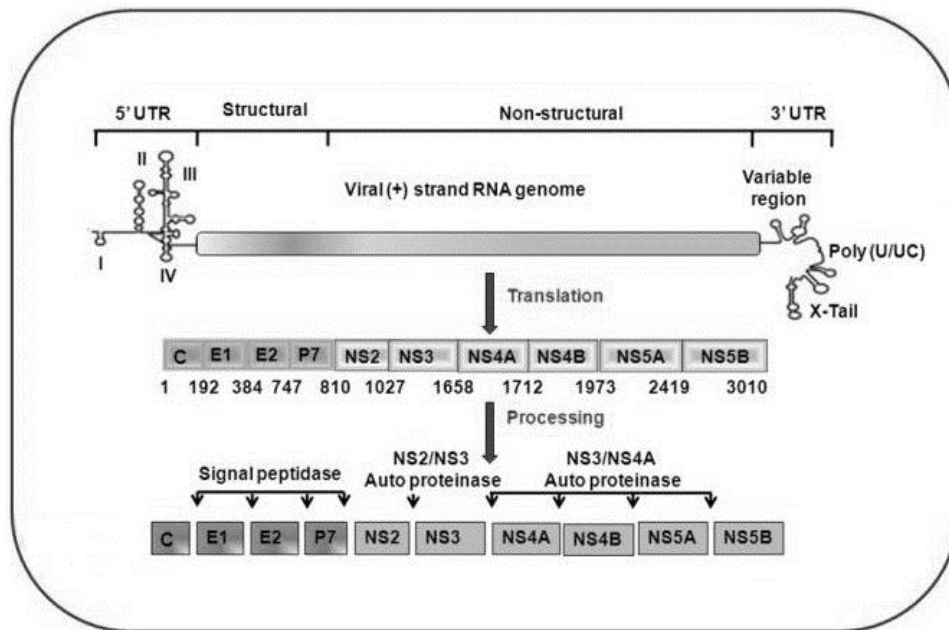 5' UTR Structural Non-structural 3' UTR
II III
Viral (+) strand RNA genome
Variable
region
I IV
Poly (U/UC)
X-Tail
Translation
C E1 E2 P7 NS2 NS3 NS4A NS4B NS5A NS5B
1 192 384 747 810 1027 1658 1712 1973 2419 3010
Processing
Signal peptidase
NS2/NS3
Auto proteinase
NS3/NS4A
Auto proteinase
C E1 E2 P7 NS2 NS3 NS4A NS4B NS5A NS5B